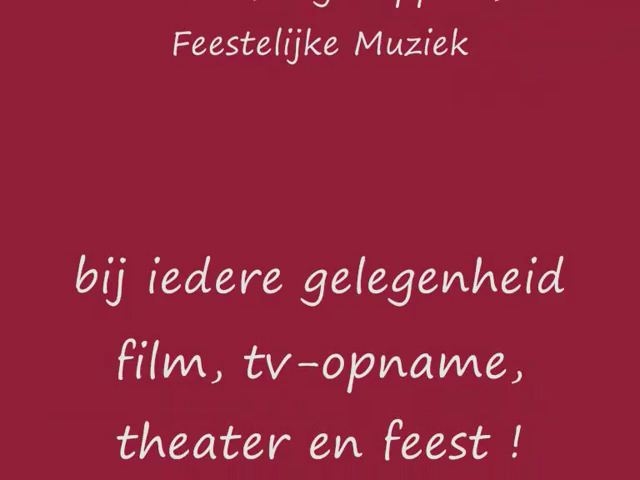 Feestelijke Muziek
bij iedere gelegenheid
film, tv-opname,
theater en feest !